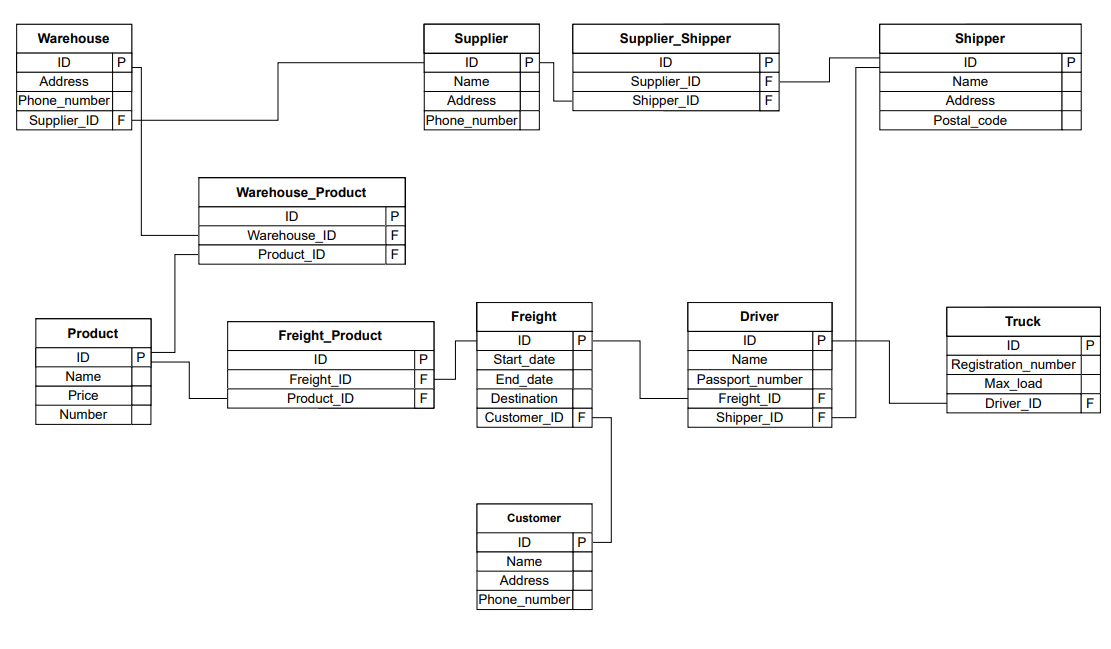 Warehouse
ID P
Address
Phone_number
Supplier_ID F
Supplier
ID P
Name
Address
Phone_number
Supplier_Shipper
ID P
Supplier_ID F
Shipper_ID F
Shipper
ID P
Name
Address
Postal_code
Warehouse_Product
ID P
Warehouse_ID F
Product_ID F
Product
ID P
Name
Price
Number
Freight_Product
ID P
Freight_ID F
Product_ID F
Freight
ID P
Start_date
End_date
Destination
Customer_ID F
Driver
ID P
Name
Passport_number
Freight_ID F
Shipper_ID F
Truck
ID P
Registration_number
Max_load
Driver_ID F
Customer
ID P
Name
Address
Phone_number